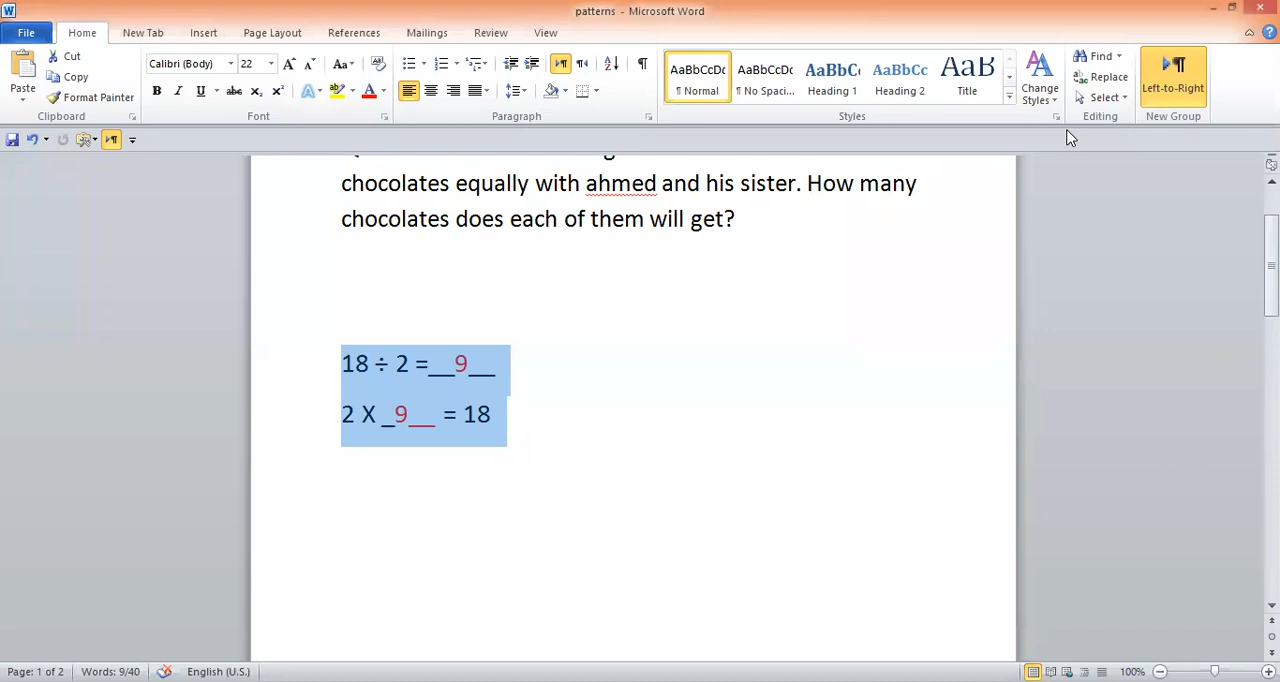 patterns - Microsoft Word
File Home New Tab Insert Page Layout References Mailings Review View
Paste Cut Calibri (Body) 22 Aa AaBbCcDc AaBbCcDc AaBbCc AaBbCc AaB Change Styles Find Left-to-Right
Copy Replace
Format Painter B I U abc x₂ x² A A ¶ Normal ¶ No Spaci... Heading 1 Heading 2 Title Select
Clipboard Font Paragraph Styles Editing New Group
chocolates equally with ahmed and his sister. How many
chocolates does each of them will get?
18 ÷ 2 =__9__
2 X _9__ = 18
Page: 1 of 2 Words: 9/40 English (U.S.) 100%